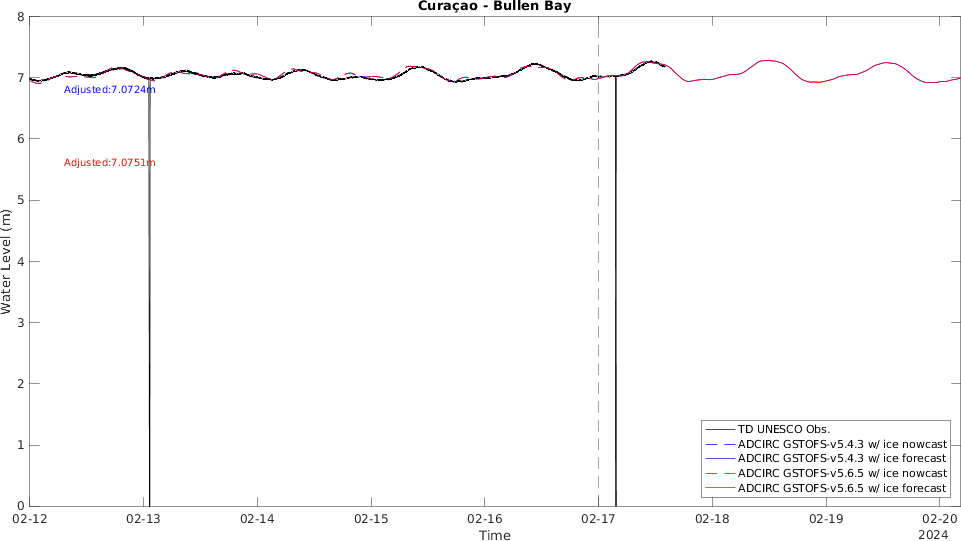 Curaçao - Bullen Bay
8
7
6
5
4
3
2
1
0
Water Level (m)
Adjusted:7.0724m
Adjusted:7.0751m
TD UNESCO Obs.
ADCIRC GSTOFS-v5.4.3 w/ ice nowcast
ADCIRC GSTOFS-v5.4.3 w/ ice forecast
ADCIRC GSTOFS-v5.6.5 w/ ice nowcast
ADCIRC GSTOFS-v5.6.5 w/ ice forecast
02-12 02-13 02-14 02-15 02-16 02-17 02-18 02-19 02-20
Time
2024